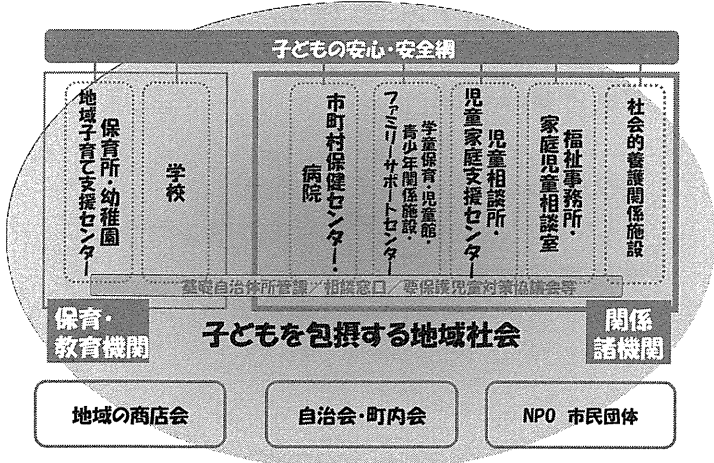 子どもの安心・安全網
保育所・幼稚園
地域子育て支援センター
学校
市町村保健センター・
病院
学童保育・児童館・
青少年関係施設・
ファミリーサポートセンター
児童相談所・
児童家庭支援センター
福祉事務所・
家庭児童相談室
社会的養護関係施設
基礎自治体所管課／相談窓口／要保護児童対策協議会等
保育・
教育機関
子どもを包摂する地域社会
関係
諸機関
地域の商店会
自治会・町内会
NPO 市民団体